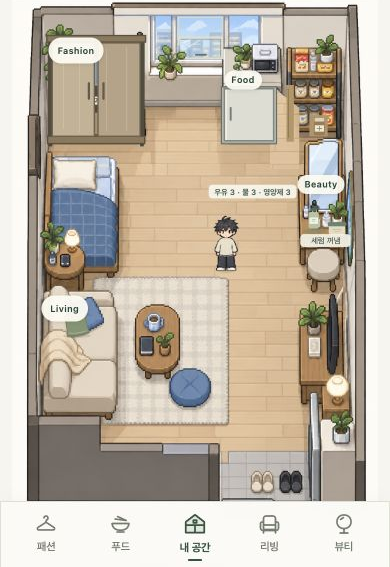 Fashion
Food
우유 3 · 물 3 · 영양제 3
Beauty
세럼 꺼냄
Living
패션
푸드
내 공간
리빙
뷰티